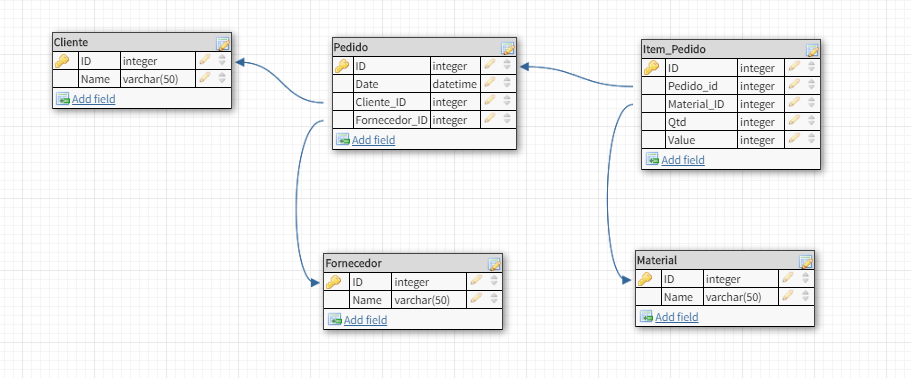 Cliente
ID integer
Name varchar(50)
Add field
Pedido
ID integer
Date datetime
Cliente_ID integer
Fornecedor_ID integer
Add field
Item_Pedido
ID integer
Pedido_id integer
Material_ID integer
Qtd integer
Value integer
Add field
Fornecedor
ID integer
Name varchar(50)
Add field
Material
ID integer
Name varchar(50)
Add field